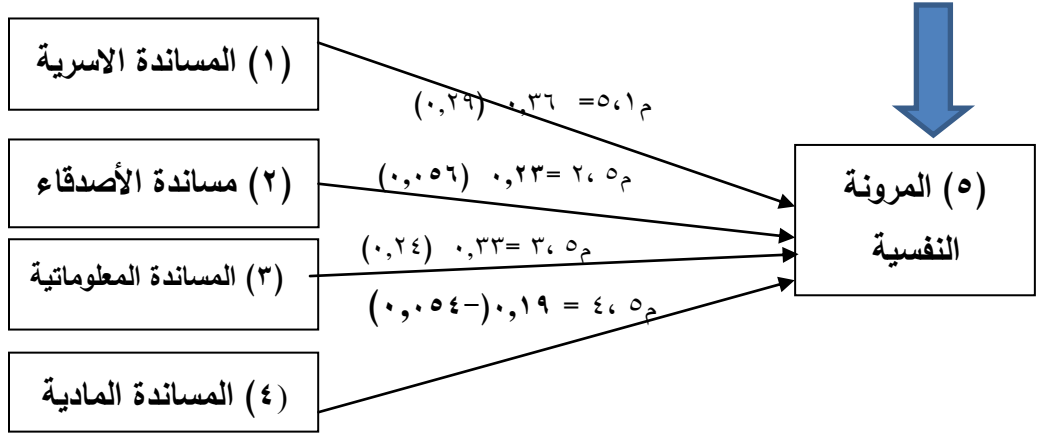 (١) المساندة الاسرية
م٥،١= ٠,٣٦ (٠,٢٩)
(٢) مساندة الأصدقاء
م٥ ،٢ =٠,٢٣ (٠,٠٥٦)
(٥) المرونة
النفسية
(٣) المساندة المعلوماتية
م٥ ،٣ =٠,٣٣ (٠,٢٤)
م٥ ،٤ = ٠,١٩ (-٠,٠٥٤)
(٤) المساندة المادية